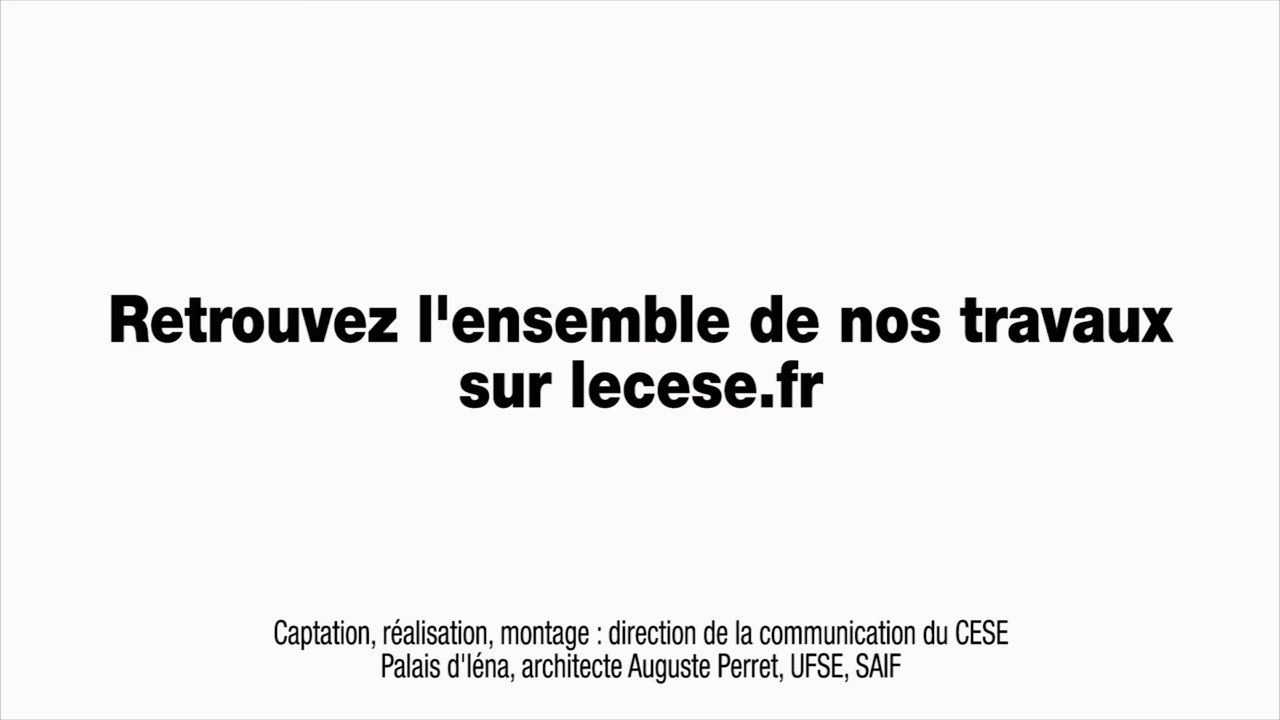 Retrouvez l'ensemble de nos travaux
sur lecese.fr
Captation, réalisation, montage : direction de la communication du CESE
Palais d'Iéna, architecte Auguste Perret, UFSE, SAIF